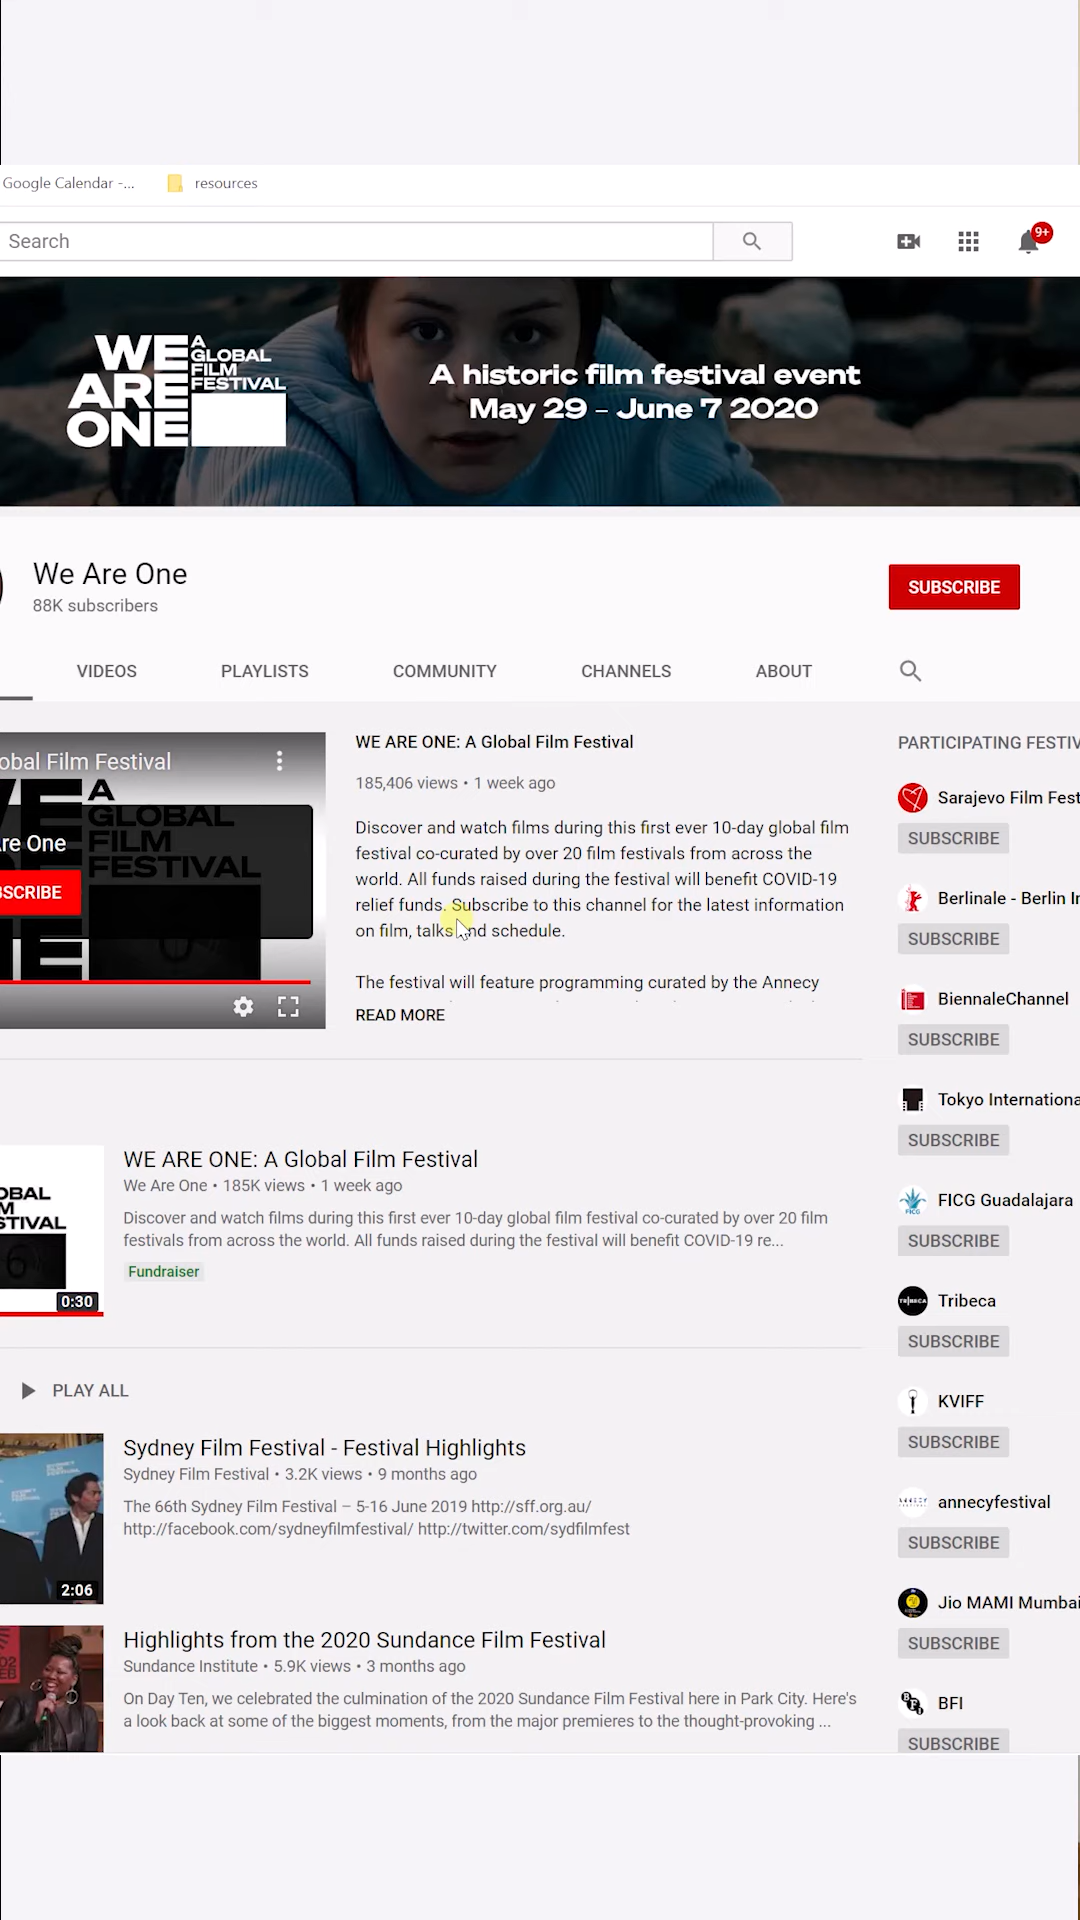 Google Calendar -...
resources
Search
9+
WE ARE ONE
A GLOBAL FILM FESTIVAL
A historic film festival event
May 29 – June 7 2020
We Are One
88K subscribers
SUBSCRIBE
VIDEOS
PLAYLISTS
COMMUNITY
CHANNELS
ABOUT
obal Film Festival
WE
A
GLOBAL
FILM
FESTIVAL
re One
BSCRIBE
WE ARE ONE: A Global Film Festival
185,406 views • 1 week ago
Discover and watch films during this first ever 10-day global film
festival co-curated by over 20 film festivals from across the
world. All funds raised during the festival will benefit COVID-19
relief funds. Subscribe to this channel for the latest information
on film, talks and schedule.
The festival will feature programming curated by the Annecy
READ MORE
PARTICIPATING FESTIV
Sarajevo Film Fest
SUBSCRIBE
Berlinale - Berlin In
SUBSCRIBE
BiennaleChannel
SUBSCRIBE
Tokyo Internationa
SUBSCRIBE
FICG Guadalajara
SUBSCRIBE
Tribeca
SUBSCRIBE
KVIFF
SUBSCRIBE
annecyfestival
SUBSCRIBE
Jio MAMI Mumbai
SUBSCRIBE
BFI
SUBSCRIBE
OBAL
M
STIVAL
0:30
WE ARE ONE: A Global Film Festival
We Are One • 185K views • 1 week ago
Discover and watch films during this first ever 10-day global film festival co-curated by over 20 film
festivals from across the world. All funds raised during the festival will benefit COVID-19 re...
Fundraiser
PLAY ALL
2:06
Sydney Film Festival - Festival Highlights
Sydney Film Festival • 3.2K views • 9 months ago
The 66th Sydney Film Festival – 5-16 June 2019 http://sff.org.au/
http://facebook.com/sydneyfilmfestival/ http://twitter.com/sydfilmfest
Highlights from the 2020 Sundance Film Festival
Sundance Institute • 5.9K views • 3 months ago
On Day Ten, we celebrated the culmination of the 2020 Sundance Film Festival here in Park City. Here's
a look back at some of the biggest moments, from the major premieres to the thought-provoking ...